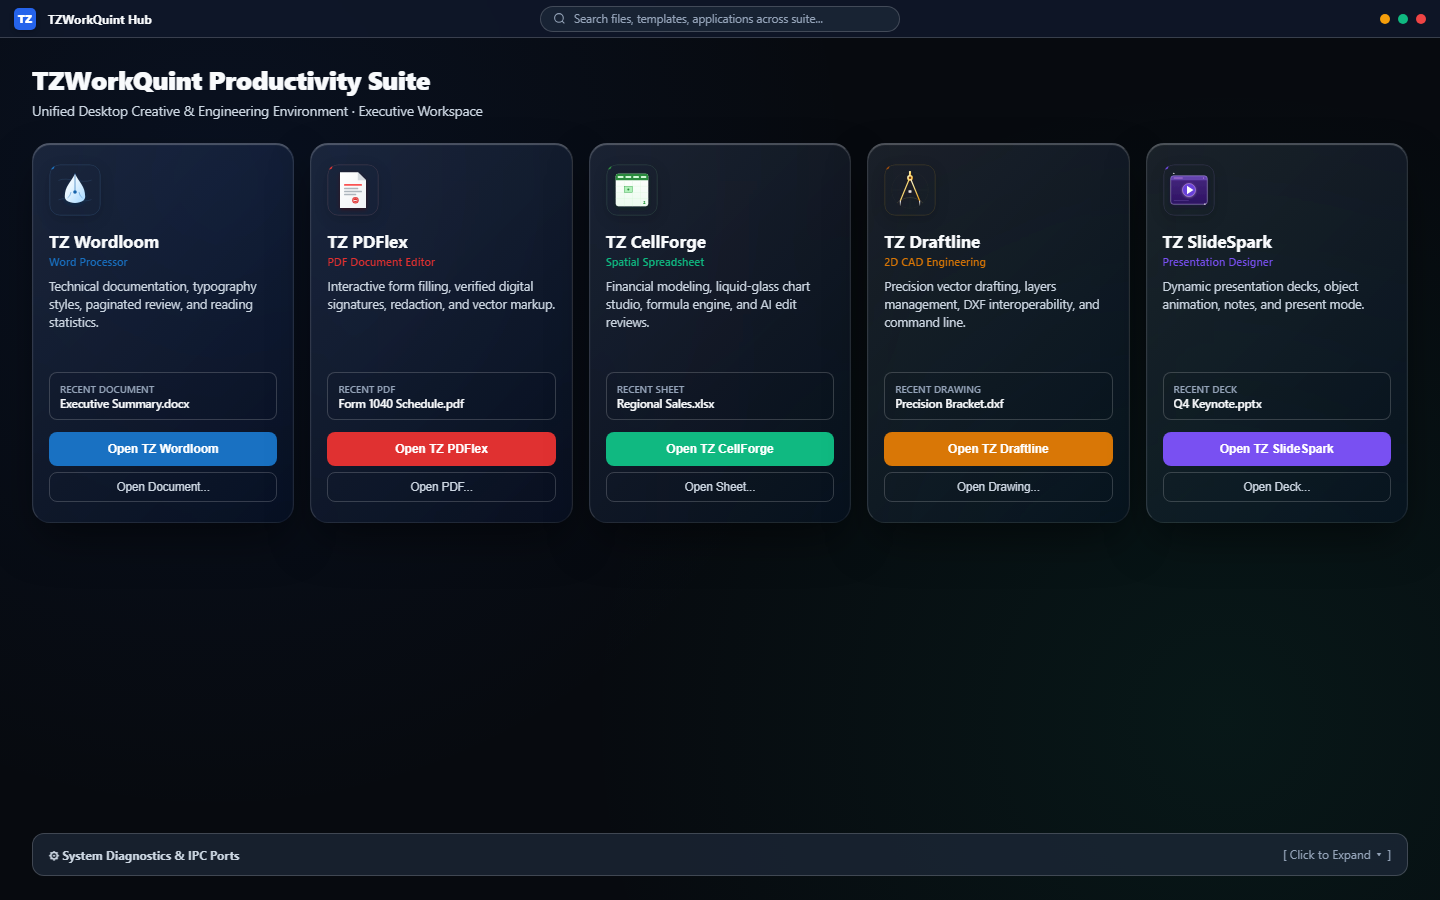 TZ TZWorkQuint Hub
Search files, templates, applications across suite...
TZWorkQuint Productivity Suite
Unified Desktop Creative & Engineering Environment · Executive Workspace
TZ Wordloom
Word Processor
Technical documentation, typography
styles, paginated review, and reading
statistics.
RECENT DOCUMENT
Executive Summary.docx
Open TZ Wordloom
Open Document...
TZ PDFlex
PDF Document Editor
Interactive form filling, verified digital
signatures, redaction, and vector markup.
RECENT PDF
Form 1040 Schedule.pdf
Open TZ PDFlex
Open PDF...
TZ CellForge
Spatial Spreadsheet
Financial modeling, liquid-glass chart
studio, formula engine, and AI edit
reviews.
RECENT SHEET
Regional Sales.xlsx
Open TZ CellForge
Open Sheet...
TZ Draftline
2D CAD Engineering
Precision vector drafting, layers
management, DXF interoperability, and
command line.
RECENT DRAWING
Precision Bracket.dxf
Open TZ Draftline
Open Drawing...
TZ SlideSpark
Presentation Designer
Dynamic presentation decks, object
animation, notes, and present mode.
RECENT DECK
Q4 Keynote.pptx
Open TZ SlideSpark
Open Deck...
⚙ System Diagnostics & IPC Ports
[ Click to Expand ▾ ]